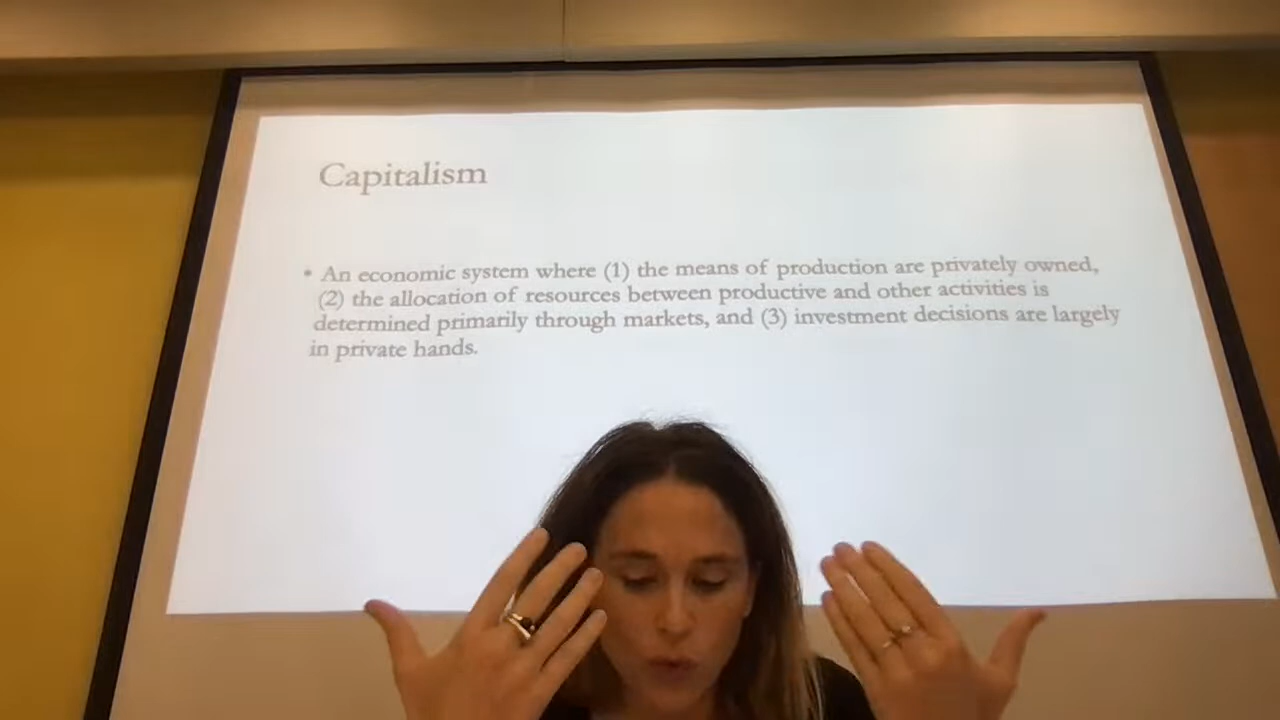 Capitalism
• An economic system where (1) the means of production are privately owned,
(2) the allocation of resources between productive and other activities is
determined primarily through markets, and (3) investment decisions are largely
in private hands.